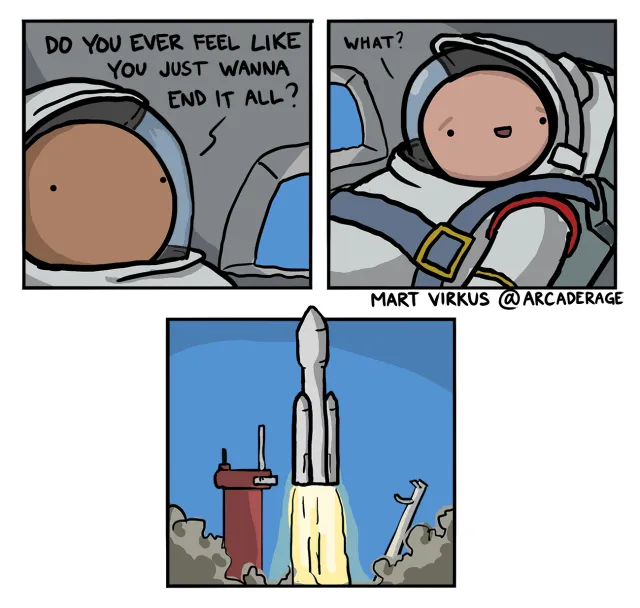 DO YOU EVER FEEL LIKE
YOU JUST WANNA
END IT ALL?
WHAT?
MART VIRKUS @ARCADERAGE